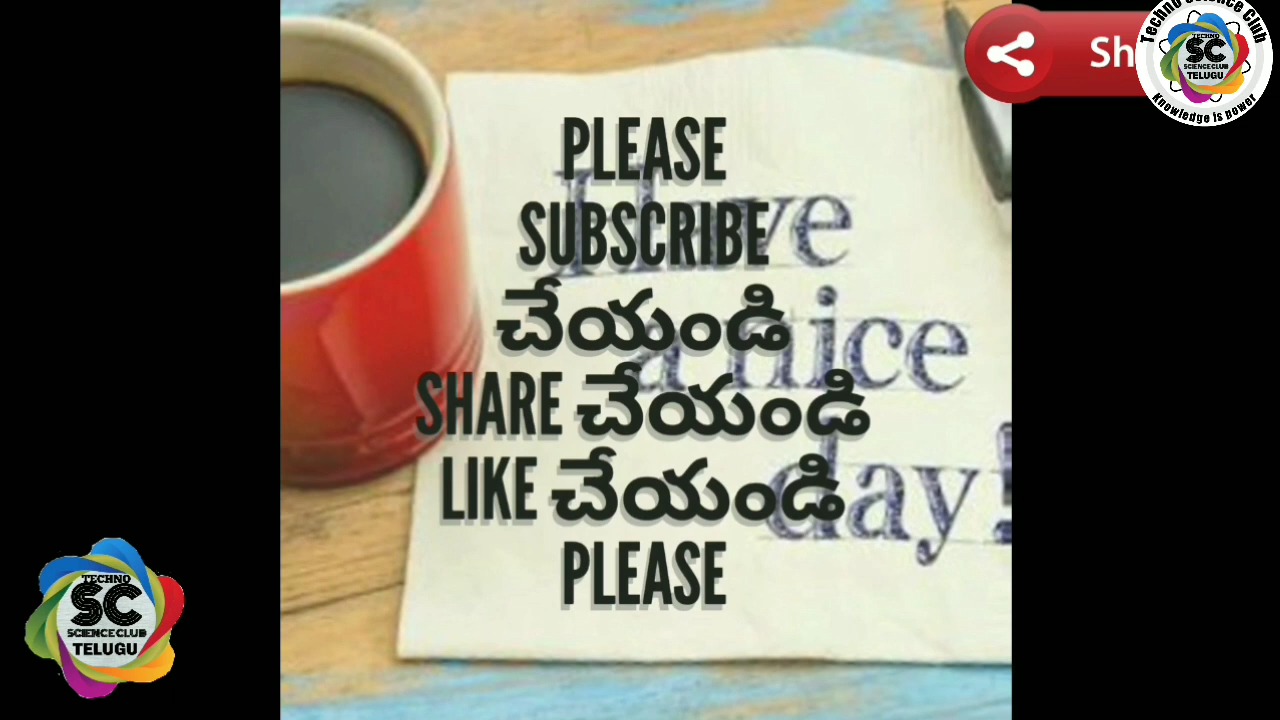 Techno Science Club
TECHNO
SC
SCIENCE CLUB
TELUGU
Knowledge is power
PLEASE
SUBSCRIBE
చేయండి
SHARE చేయండి
LIKE చేయండి
PLEASE
Have
a nice
day!
TECHNO
SC
SCIENCE CLUB
TELUGU